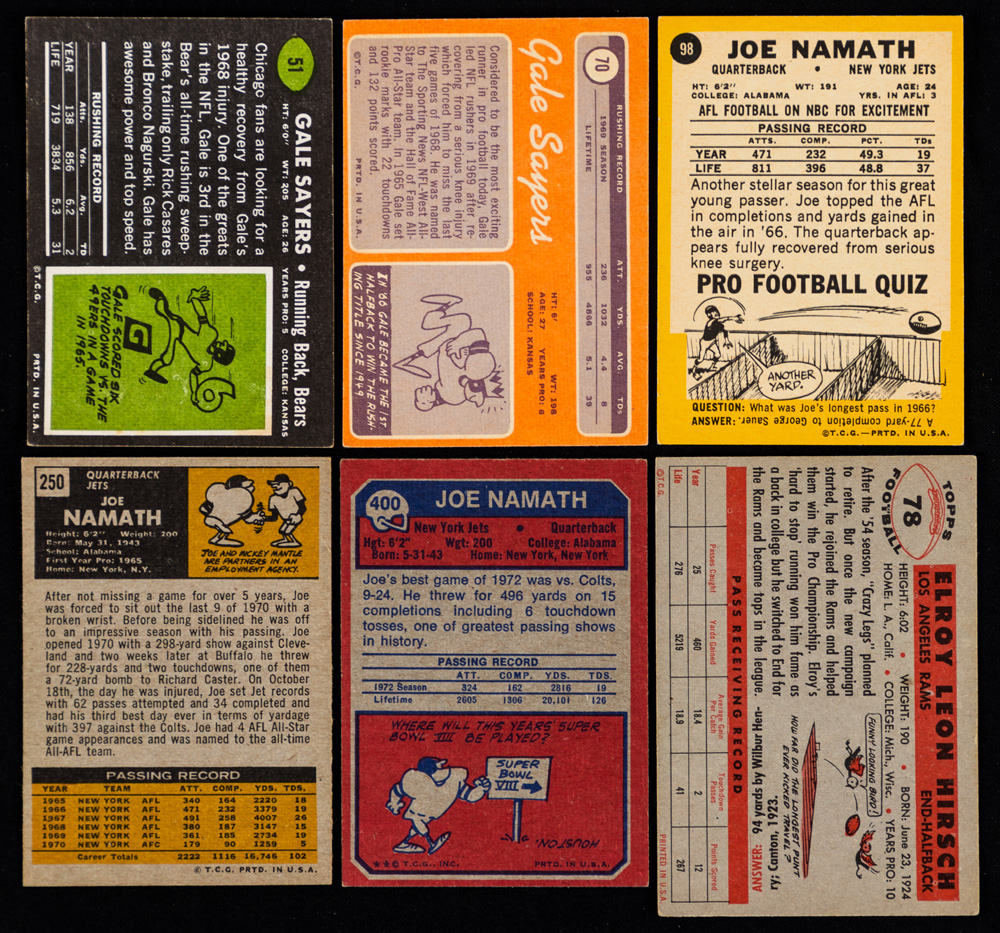 51
GALE SAYERS • Running Back, Bears
HT: 6'0" WT: 205 AGE: 26 YEARS PRO: 5 COLLEGE: KANSAS
Chicago fans are looking for a
healthy recovery from Gale's
1968 injury. One of the greats
in the NFL, Gale is 3rd in the
Bear's all-time rushing sweep-
stake, trailing only Rick Casares
and Bronco Nagurski. Gale has
awesome power and top speed.
RUSHING RECORD
Atts. Yds. Avg. TD
YEAR 138 856 6.2 2
LIFE 719 3834 5.3 31
GALE SCORED SIX
TOUCHDOWNS VS. THE
49ERS IN A GAME
IN 1965.
G
6
©T.C.G. PRTD. IN U.S.A.
70
RUSHING RECORD ATT. YDS. AVG. TDs
1969 SEASON 236 1032 4.4 8
LIFETIME 955 4866 5.1 39
Gale Sayers
HT: 6' WT: 198
AGE: 27 YEARS PRO: 6
SCHOOL: KANSAS
Considered to be the most exciting
runner in pro football today, Gale
led NFL rushers in 1969 after re-
covering from a serious knee injury
which forced him to miss the last
five games of 1968. He was named
to The Sporting News NFL-West All-
Star team and the Hall of Fame All-
Pro All-Star team. In 1965 Gale set
rookie marks with 22 touchdowns
and 132 points scored.
©T.C.G. PRTD. IN U.S.A.
IN '66 GALE BECAME THE 1ST
HALFBACK TO WIN THE RUSH-
ING TITLE SINCE 1949
98
JOE NAMATH
QUARTERBACK • NEW YORK JETS
HT: 6'2" WT: 191 AGE: 24
COLLEGE: ALABAMA YRS. IN AFL: 3
AFL FOOTBALL ON NBC FOR EXCITEMENT
PASSING RECORD
ATTS. COMP. PCT. TDs
YEAR 471 232 49.3 19
LIFE 811 396 48.8 37
Another stellar season for this great
young passer. Joe topped the AFL
in completions and yards gained in
the air in '66. The quarterback ap-
pears fully recovered from serious
knee surgery.
PRO FOOTBALL QUIZ
ANOTHER
YARD.
QUESTION: What was Joe's longest pass in 1966?
ANSWER: A 77-yard completion to George Sauer.
©T.C.G.—PRTD. IN U.S.A.
250
QUARTERBACK
JETS
JOE
NAMATH
Height: 6'2" Weight: 200
Born: May 31, 1943
School: Alabama
First Year Pro: 1965
Home: New York, N.Y.
JOE AND MICKEY MANTLE
ARE PARTNERS IN AN
EMPLOYMENT AGENCY.
After not missing a game for over 5 years, Joe
was forced to sit out the last 9 of 1970 with a
broken wrist. Before being sidelined he was off
to an impressive season with his passing. Joe
opened 1970 with a 298-yard show against Cleve-
land and two weeks later at Buffalo he threw
for 228-yards and two touchdowns, one of them
a 72-yard bomb to Richard Caster. On October
18th, the day he was injured, Joe set Jet records
with 62 passes attempted and 34 completed and
had his third best day ever in terms of yardage
with 397 against the Colts. Joe had 4 AFL All-Star
game appearances and was named to the all-time
All-AFL team.
PASSING RECORD
YEAR TEAM ATT. COMP. YDS. TDS.
1965 NEW YORK AFL 340 164 2220 18
1966 NEW YORK AFL 471 232 3379 19
1967 NEW YORK AFL 491 258 4007 26
1968 NEW YORK AFL 380 187 3147 15
1969 NEW YORK AFL 361. 185 2734 19
1970 NEW YORK AFC 179 90 1259 5
Career Totals 2222 1116 16,746 102
© T.C.G. PRTD. IN U.S.A.
400
JOE NAMATH
New York Jets • Quarterback
Hgt: 6'2" Wgt: 200 College: Alabama
Born: 5-31-43 Home: New York, New York
Joe's best game of 1972 was vs. Colts,
9-24. He threw for 496 yards on 15
completions including 6 touchdown
tosses, one of greatest passing shows
in history.
PASSING RECORD
ATT. COMP. YDS. TDS.
1972 Season 324 162 2816 19
Lifetime 2605 1306 20,101 126
WHERE WILL THIS YEARS' SUPER
BOWL VIII BE PLAYED?
SUPER
BOWL
VIII
HOUSTON.
★★© T.C.G., INC. PRTD. IN U.S.A.
TOPPS
78
FOOTBALL
ELROY LEON HIRSCH
LOS ANGELES RAMS END-HALFBACK
HEIGHT: 6:02 • WEIGHT: 190 BORN: June 23, 1924
HOME: L. A., Calif. • COLLEGE: Mich., Wisc. • YEARS PRO: 10
After the '54 season, "Crazy Legs" planned
to retire. But once the new campaign
started, he rejoined the Rams and helped
them win the Pro Championship. Elroy's
hard to stop running won him fame as
a back in college but he switched to End for
the Rams and became tops in the league.
FUNNY LOOKING BIRD!
HOW FAR DID THE LONGEST PUNT
EVER KICKED TRAVEL?
ANSWER: 94 yards by Wilbur Hen-
ry; Canton, 1923.
PASS RECEIVING RECORD
Passes Caught Yards Gained Average Gain Per Catch Touchdown Passes Points Scored
Year 25 460 18.4 2 12
Life 276 5219 18.9 41 267
©T.C.G. PRINTED IN U.S.A.